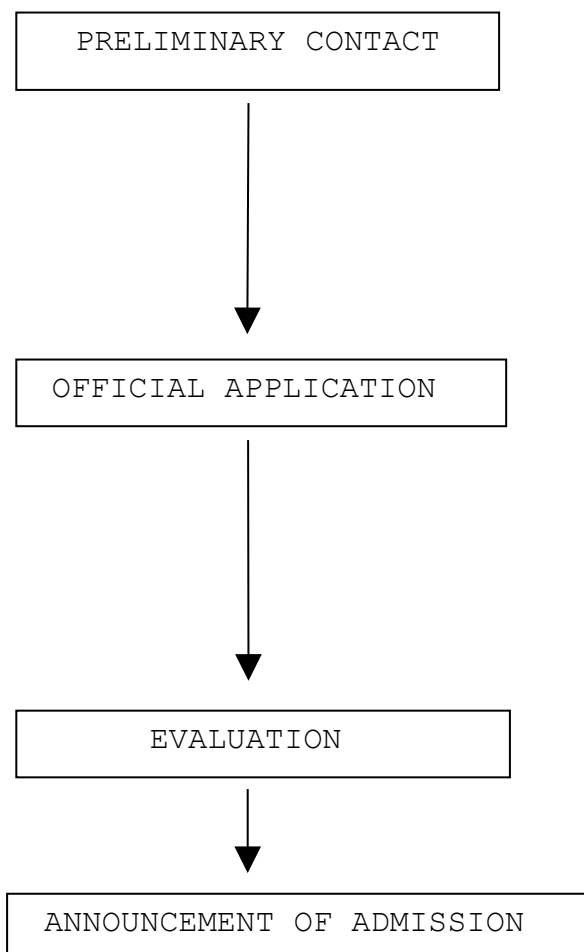 PRELIMINARY CONTACT
OFFICIAL APPLICATION
EVALUATION
ANNOUNCEMENT OF ADMISSION